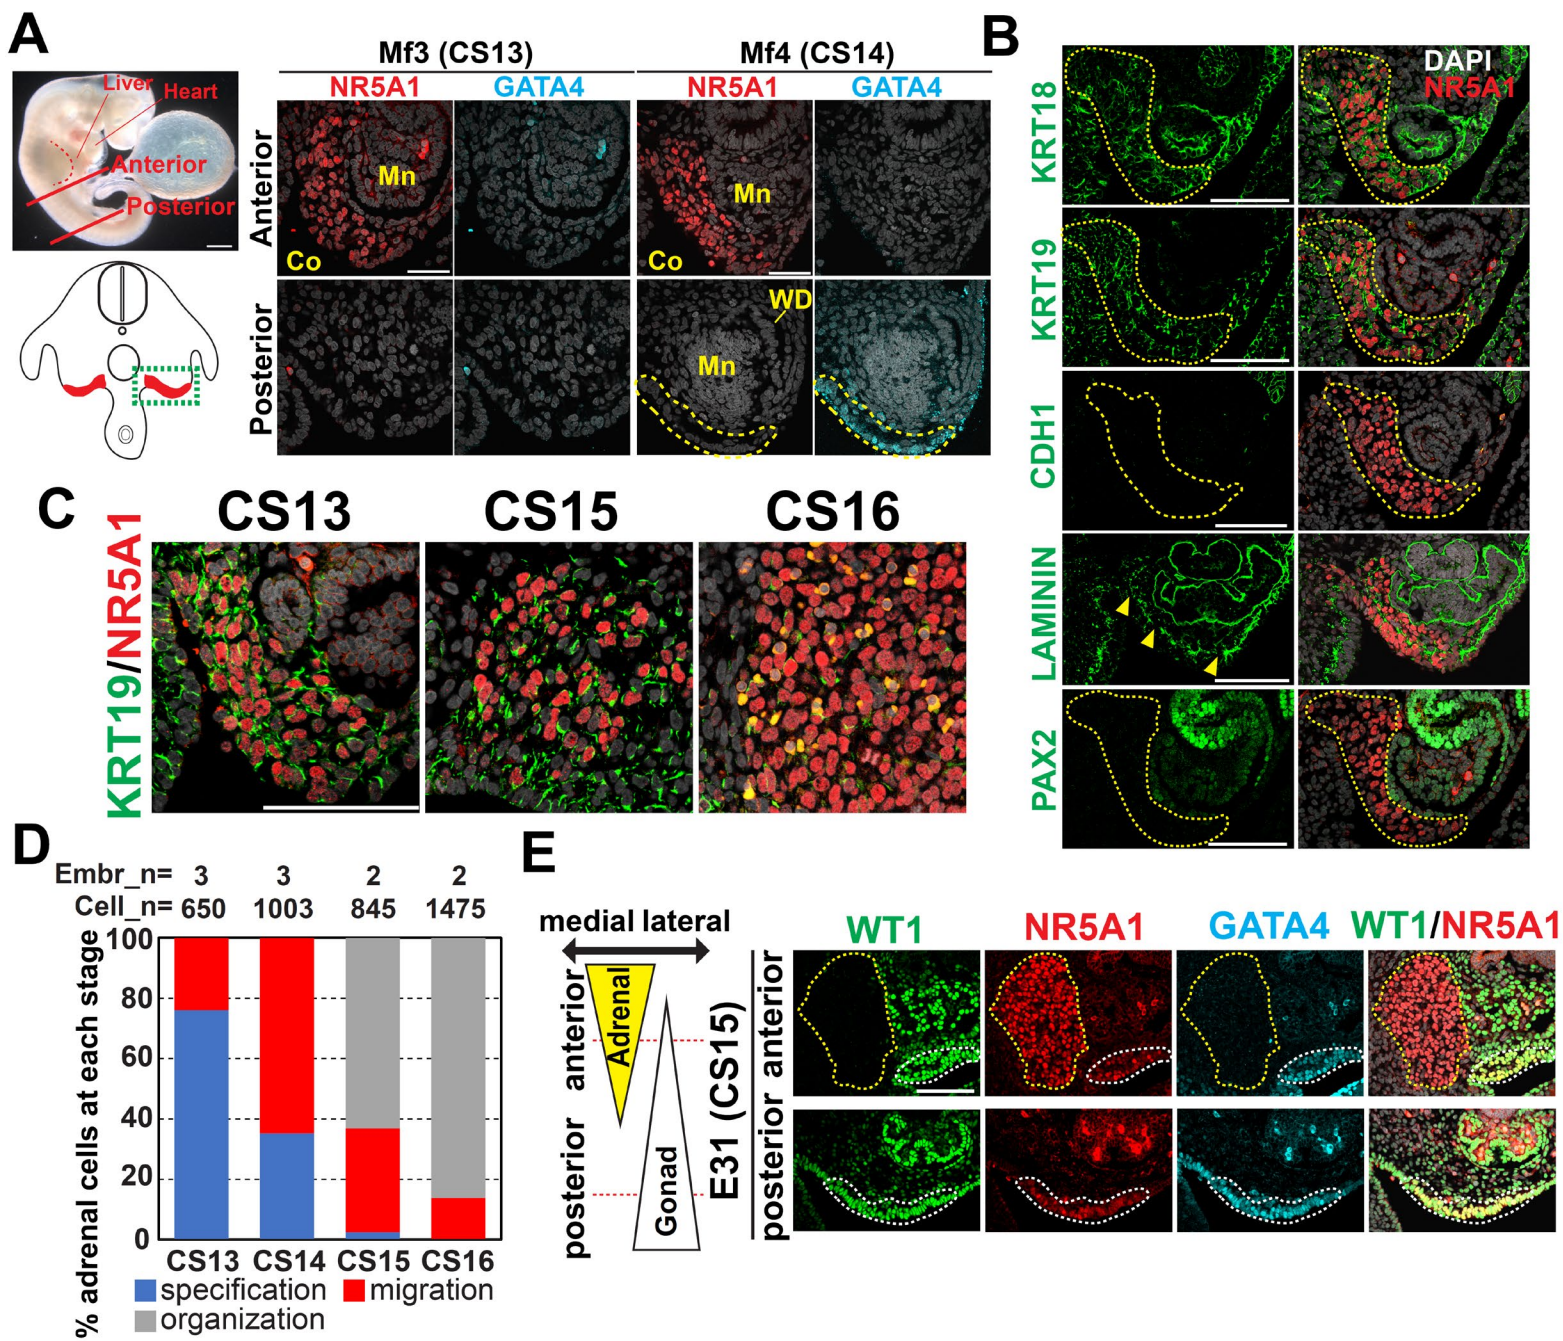 A
Mf3 (CS13)
Mf4 (CS14)
NR5A1
GATA4
NR5A1
GATA4
Liver
Heart
Anterior
Posterior
Anterior
Posterior
Mn
Co
Mn
Co
WD
Mn
B
DAPI
NR5A1
KRT18
KRT19
CDH1
LAMININ
PAX2
C
CS13
CS15
CS16
KRT19/NR5A1
D
Embr_n= 3 3 2 2
Cell_n= 650 1003 845 1476
% adrenal cells at each stage
100
80
60
40
20
0
CS13 CS14 CS15 CS16
specification
migration
organization
E
medial lateral
anterior
posterior
Adrenal
Gonad
E31 (CS15)
anterior
posterior
WT1
NR5A1
GATA4
WT1/NR5A1